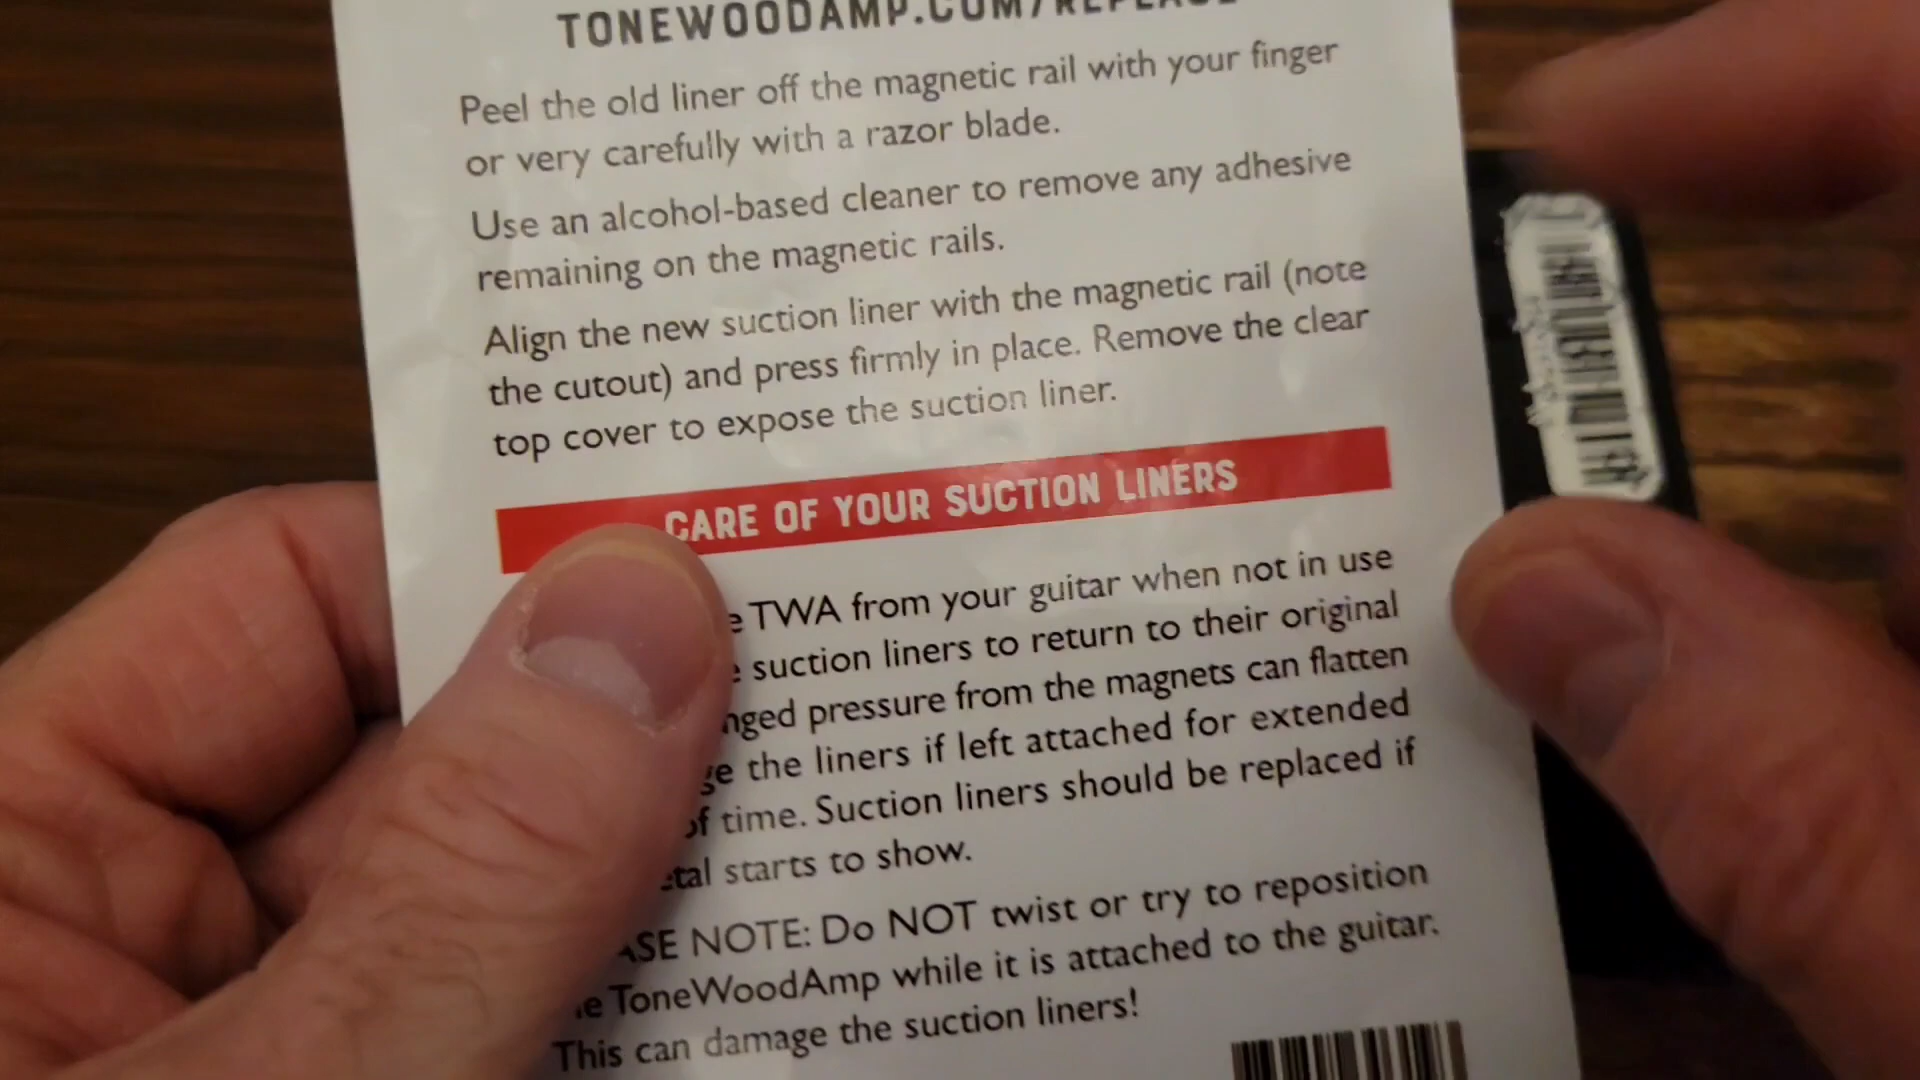 TONEWOODAMP.COM/REPLACE
Peel the old liner off the magnetic rail with your finger
or very carefully with a razor blade.
Use an alcohol-based cleaner to remove any adhesive
remaining on the magnetic rails.
Align the new suction liner with the magnetic rail (note
the cutout) and press firmly in place. Remove the clear
top cover to expose the suction liner.
CARE OF YOUR SUCTION LINERS
TWA from your guitar when not in use
suction liners to return to their original
pressure from the magnets can flatten
the liners if left attached for extended
of time. Suction liners should be replaced if
starts to show.
NOTE: Do NOT twist or try to reposition
ToneWoodAmp while it is attached to the guitar.
This can damage the suction liners!